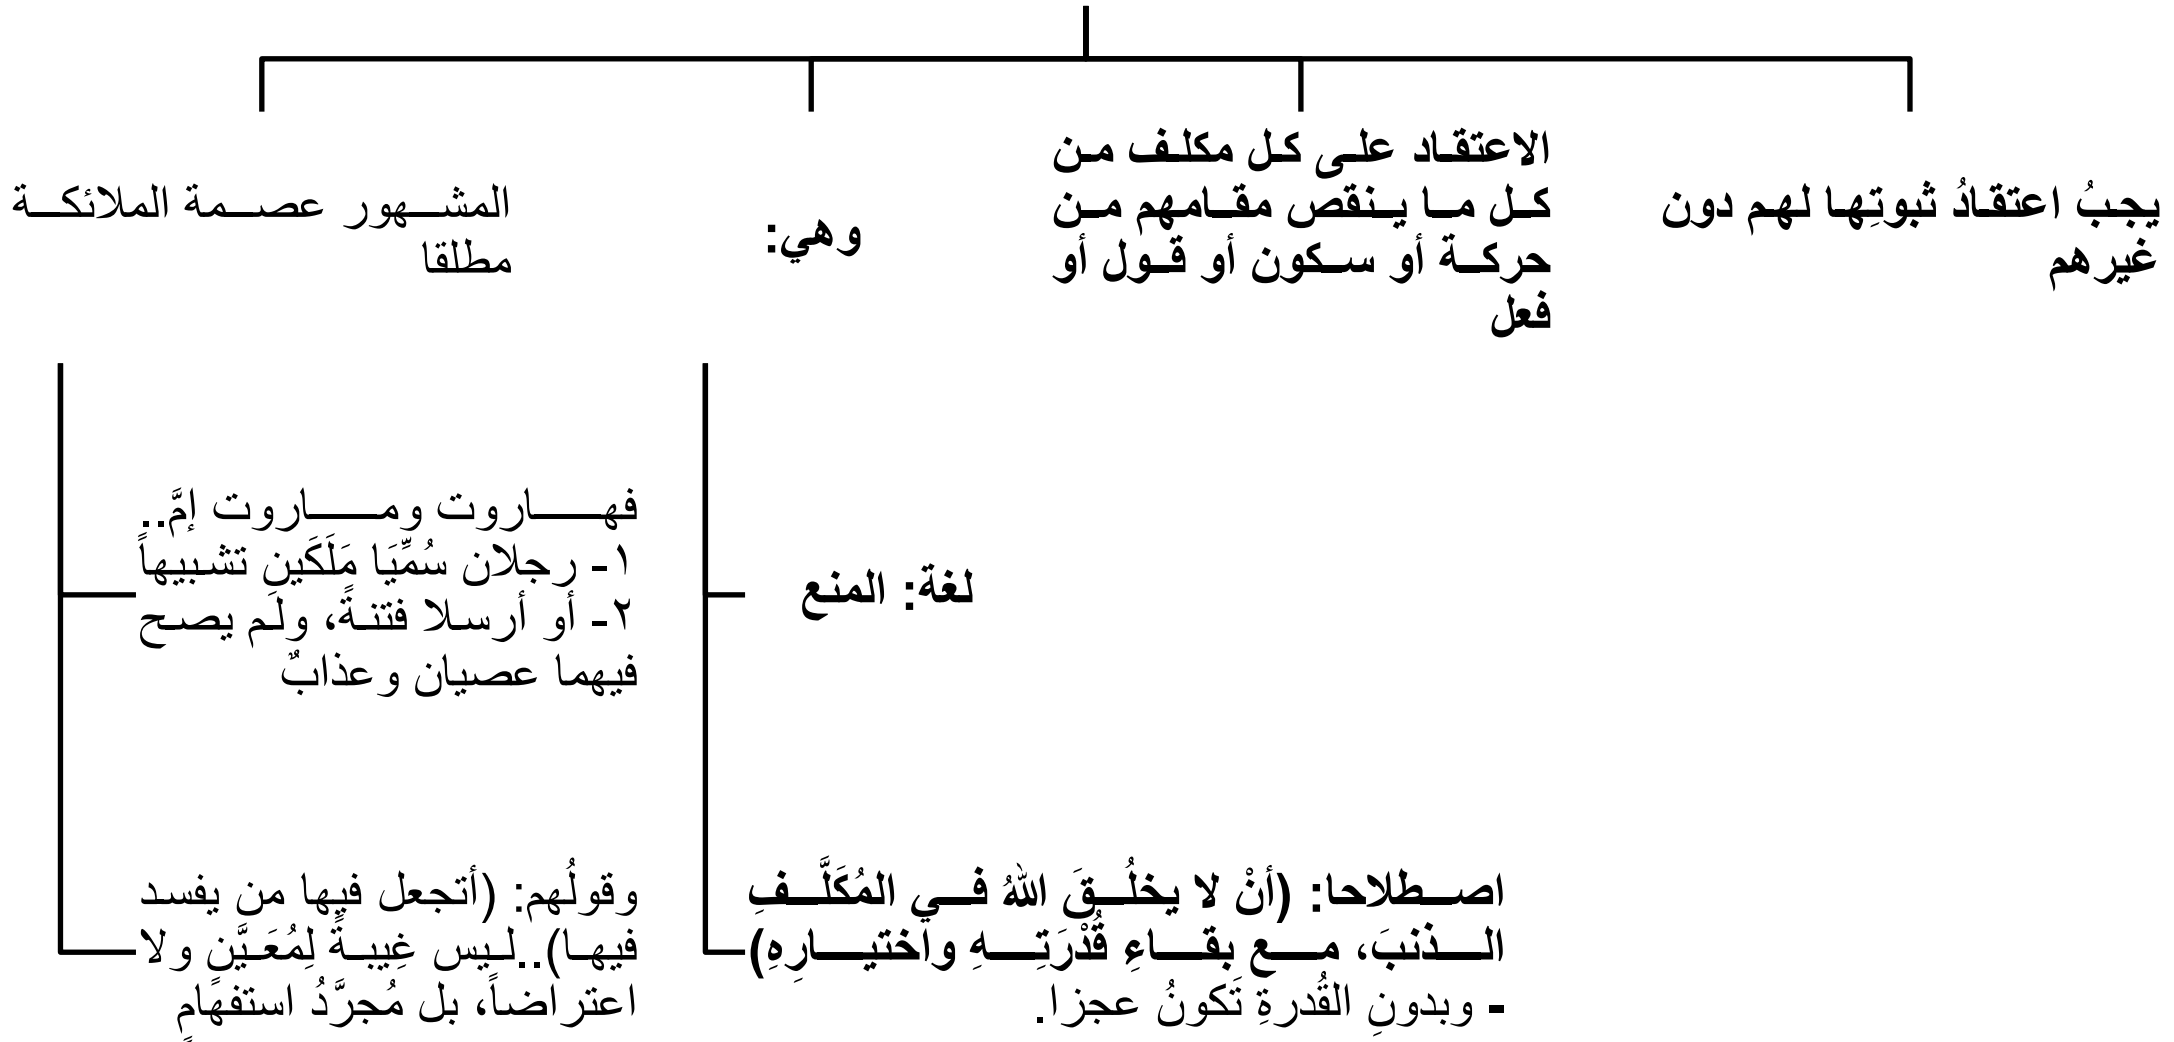 يجبُ اعتقادُ ثبوتِها لهم دون
غيرهم
الاعتقاد على كل مكلف من
كل ما ينقص مقامهم من
حركة أو سكون أو قول أو
فعل
وهي:
المشهور عصمة الملائكة
مطلقا
لغة: المنع
اصطلاحا: (أنْ لا يخلُقَ اللهُ في المُكَلَّفِ
الذنبَ، مع بقاءِ قُدْرَتِهِ واختيارِهِ)
- وبدونِ القُدرةِ تَكونُ عجزا.
فهاروت وماروت إمَّ..
١- رجلان سُمِّيَا مَلَكَينِ تشبيهاً
٢- أو أرسلا فتنةً، ولَم يصح
فيهما عصيان وعذابٌ
وقولُهم: (أتجعل فيها من يفسد
فيها)..ليس غِيبةً لِمُعَيَّنٍ ولا
اعتراضاً، بل مُجرَّدُ استفهامٍ